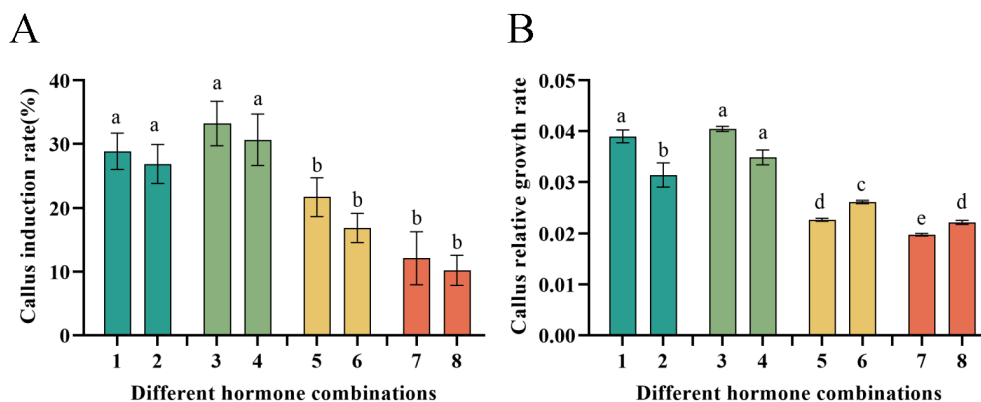 A
Callus induction rate(%)
40
30
20
10
0
a
a
a
a
b
b
b
b
1 2 3 4 5 6 7 8
Different hormone combinations
B
Callus relative growth rate
0.05
0.04
0.03
0.02
0.01
0.00
a
b
a
a
d
c
e
d
1 2 3 4 5 6 7 8
Different hormone combinations